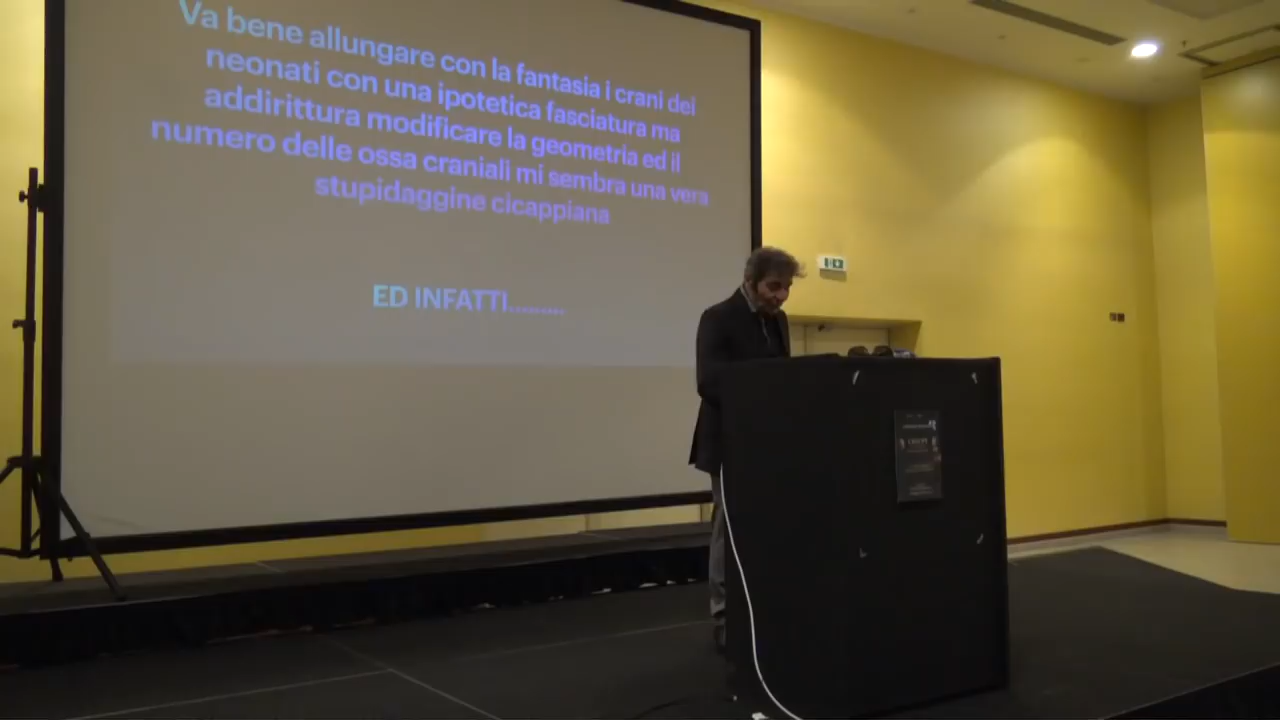 Va bene allungare con la fantasia i crani dei
neonati con una ipotetica fasciatura ma
addirittura modificare la geometria ed il
numero delle ossa craniali mi sembra una vera
stupidaggine cicappiana
ED INFATTI..........